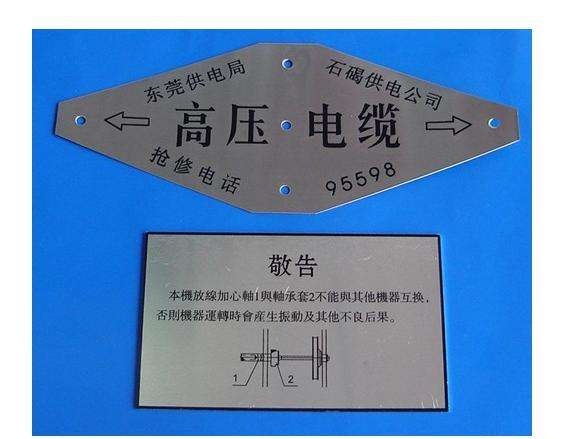 东莞供电局 石碣供电公司
高压电缆
抢修电话 95598
敬告
本機放線加心軸1與軸承套2不能與其他機器互換，
否則機器運轉時會産生振動及其他不良后果。
1 2